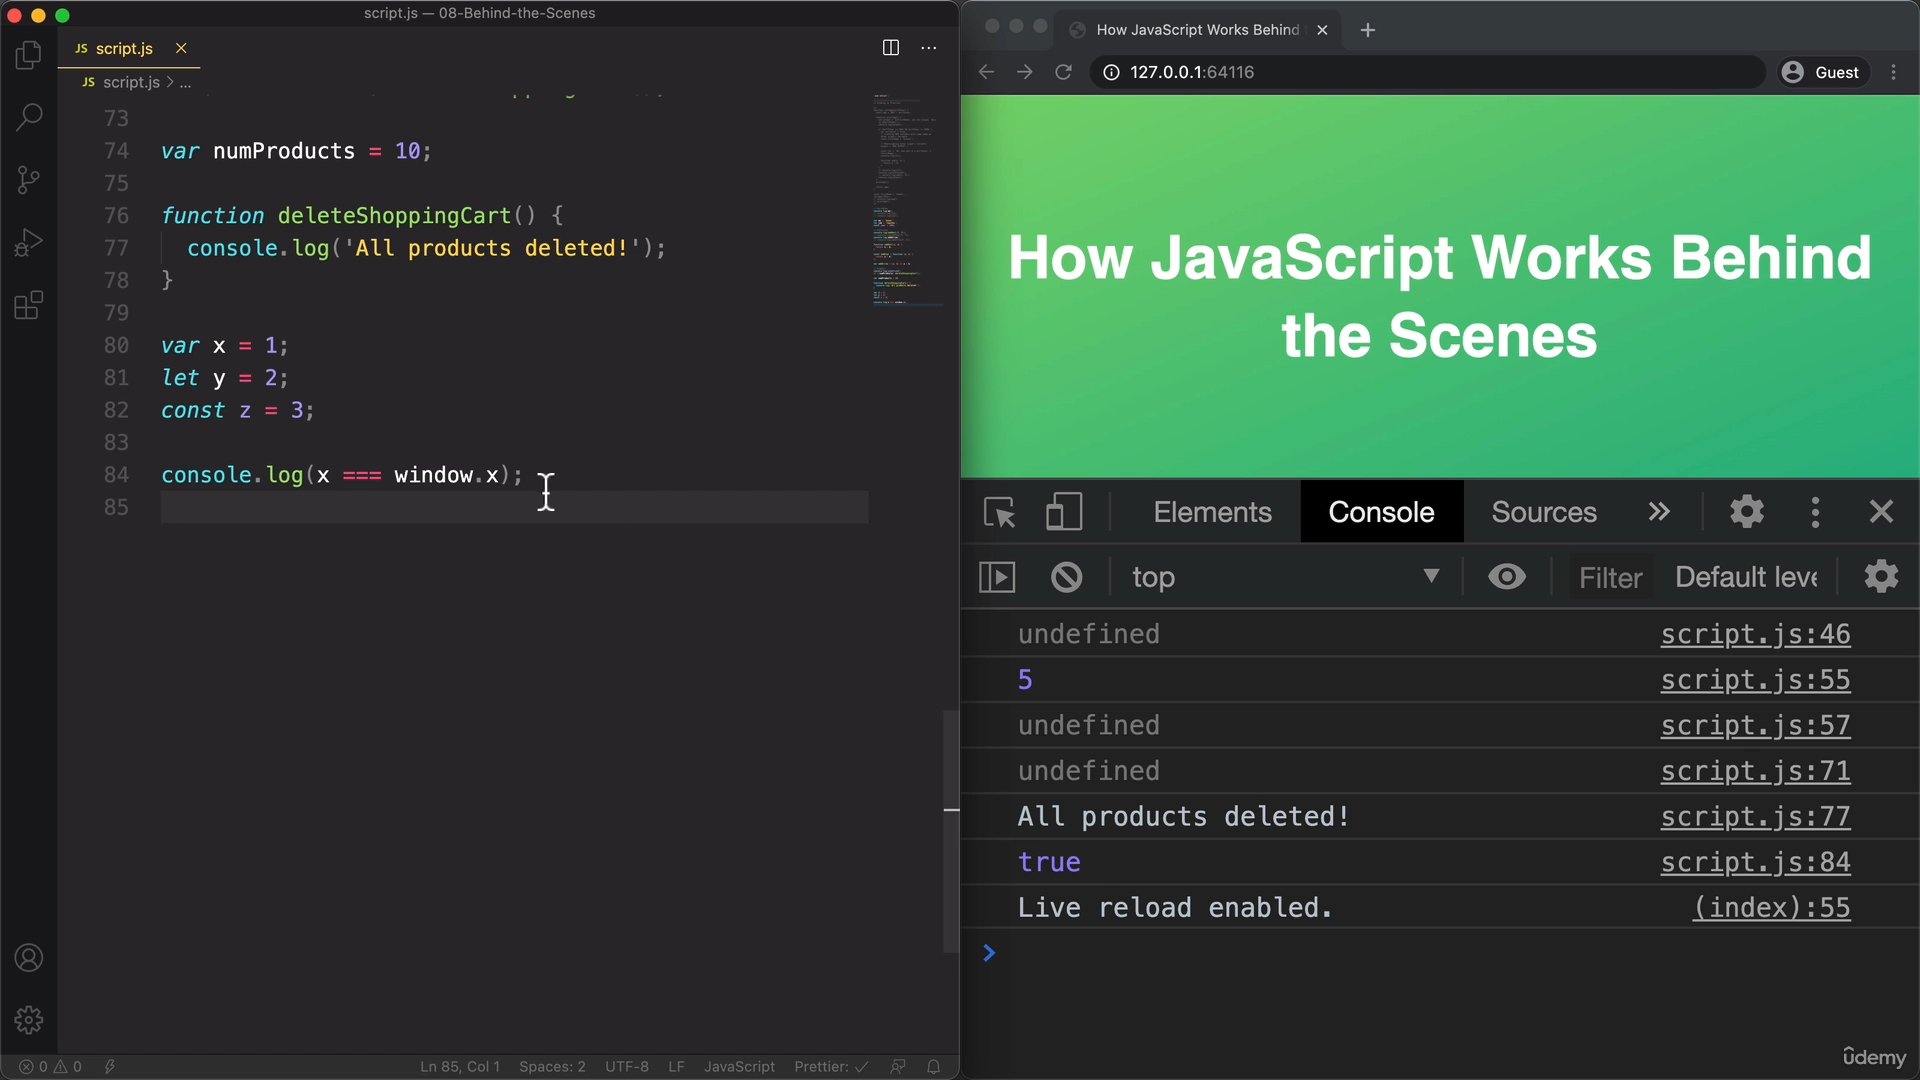 script.js — 08-Behind-the-Scenes
JS script.js
JS script.js > ...
73
74 var numProducts = 10;
75
76 function deleteShoppingCart() {
77 console.log('All products deleted!');
78 }
79
80 var x = 1;
81 let y = 2;
82 const z = 3;
83
84 console.log(x === window.x);
85
0 0 Ln 85, Col 1 Spaces: 2 UTF-8 LF JavaScript Prettier: ✓
How JavaScript Works Behind
127.0.0.1:64116 Guest
How JavaScript Works Behind
the Scenes
Elements Console Sources »
top Filter Default leve
undefined script.js:46
5 script.js:55
undefined script.js:57
undefined script.js:71
All products deleted! script.js:77
true script.js:84
Live reload enabled. (index):55
>
ûdemy